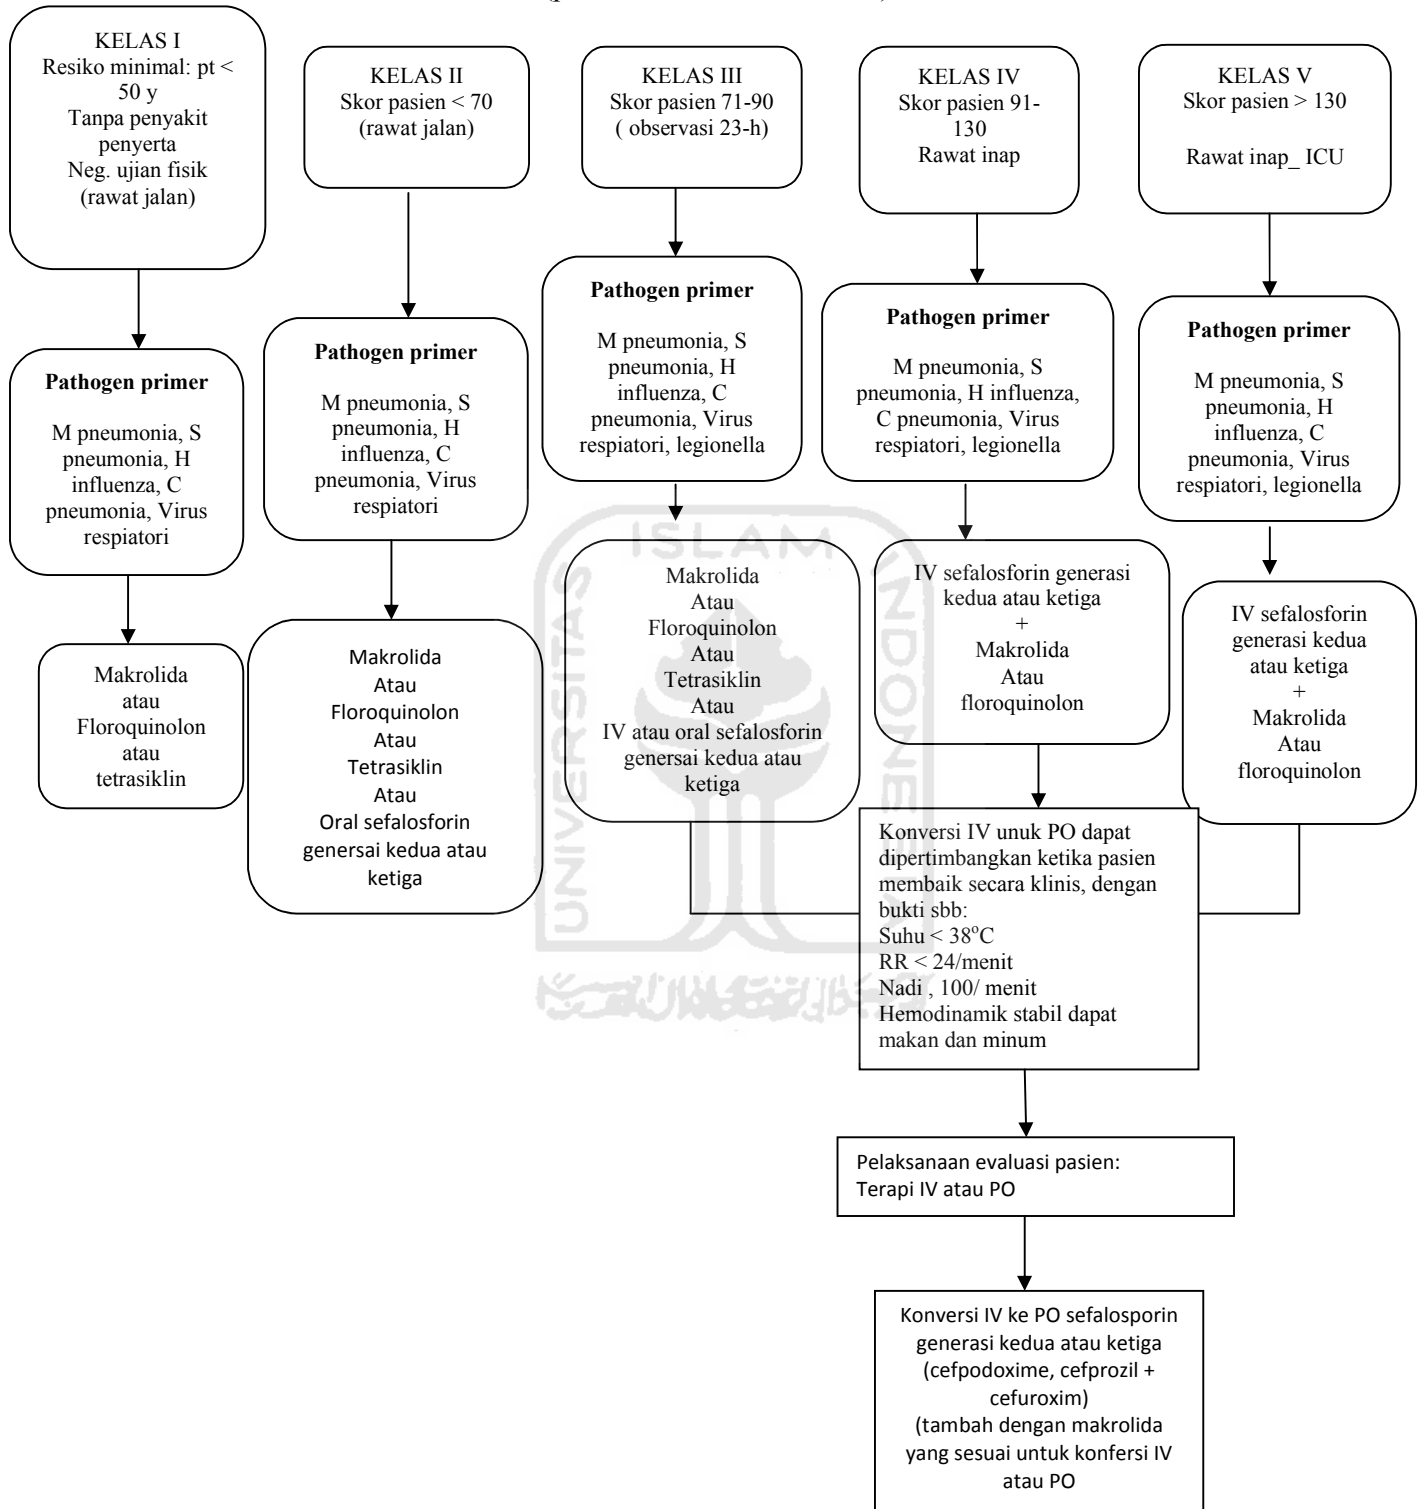 KELAS I
Resiko minimal: pt <
50 y
Tanpa penyakit
penyerta
Neg. ujian fisik
(rawat jalan)
KELAS II
Skor pasien < 70
(rawat jalan)
KELAS III
Skor pasien 71-90
( observasi 23-h)
KELAS IV
Skor pasien 91-
130
Rawat inap
KELAS V
Skor pasien > 130
Rawat inap_ ICU
Pathogen primer
M pneumonia, S
pneumonia, H
influenza, C
pneumonia, Virus
respiatori
Pathogen primer
M pneumonia, S
pneumonia, H
influenza, C
pneumonia, Virus
respiatori
Pathogen primer
M pneumonia, S
pneumonia, H
influenza, C
pneumonia, Virus
respiatori, legionella
Pathogen primer
M pneumonia, S
pneumonia, H influenza,
C pneumonia, Virus
respiatori, legionella
Pathogen primer
M pneumonia, S
pneumonia, H
influenza, C
pneumonia, Virus
respiatori, legionella
Makrolida
atau
Floroquinolon
atau
tetrasiklin
Makrolida
Atau
Floroquinolon
Atau
Tetrasiklin
Atau
Oral sefalosforin
genersai kedua atau
ketiga
Makrolida
Atau
Floroquinolon
Atau
Tetrasiklin
Atau
IV atau oral sefalosforin
genersai kedua atau
ketiga
IV sefalosforin generasi
kedua atau ketiga
+
Makrolida
Atau
floroquinolon
IV sefalosforin
generasi kedua
atau ketiga
+
Makrolida
Atau
floroquinolon
Konversi IV unuk PO dapat
dipertimbangkan ketika pasien
membaik secara klinis, dengan
bukti sbb:
Suhu < 38°C
RR < 24/menit
Nadi , 100/ menit
Hemodinamik stabil dapat
makan dan minum
Pelaksanaan evaluasi pasien:
Terapi IV atau PO
Konversi IV ke PO sefalosporin
generasi kedua atau ketiga
(cefpodoxime, cefprozil +
cefuroxim)
(tambah dengan makrolida
yang sesuai untuk konfersi IV
atau PO
UNIVERSITAS
ISLAM
INDONESIA